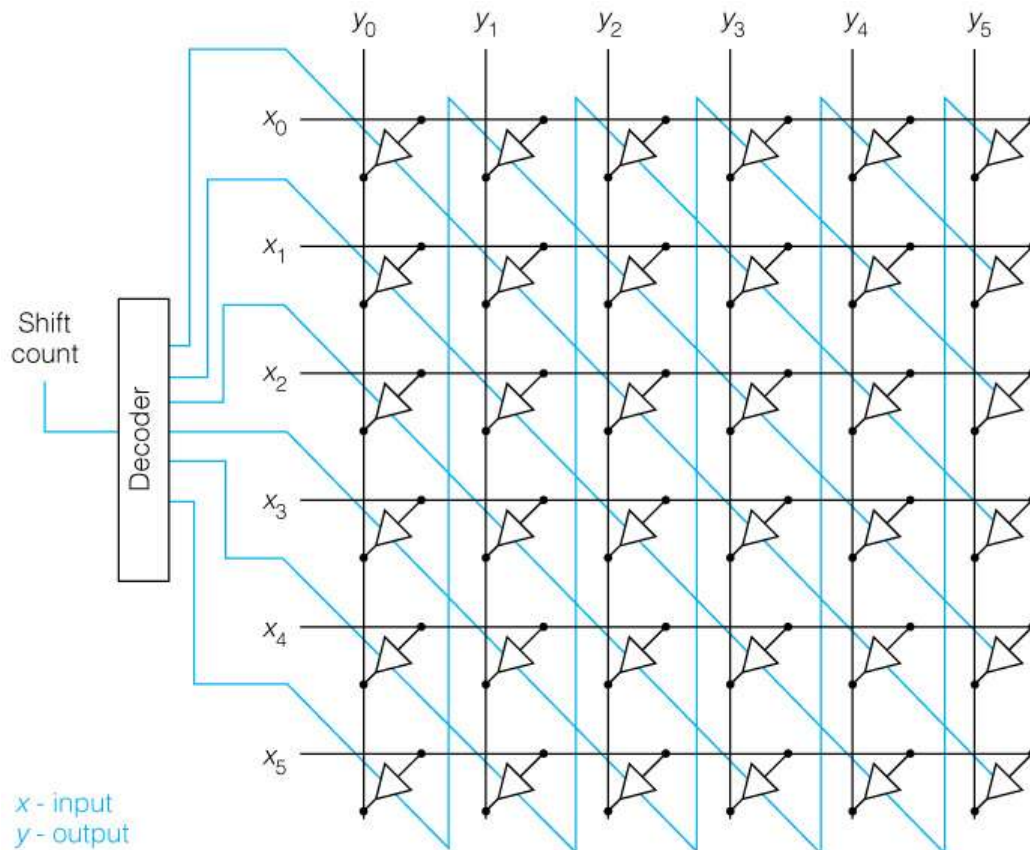 y0 y1 y2 y3 y4 y5
x0
x1
Shift
count
x2
Decoder
x3
x4
x5
x - input
y - output